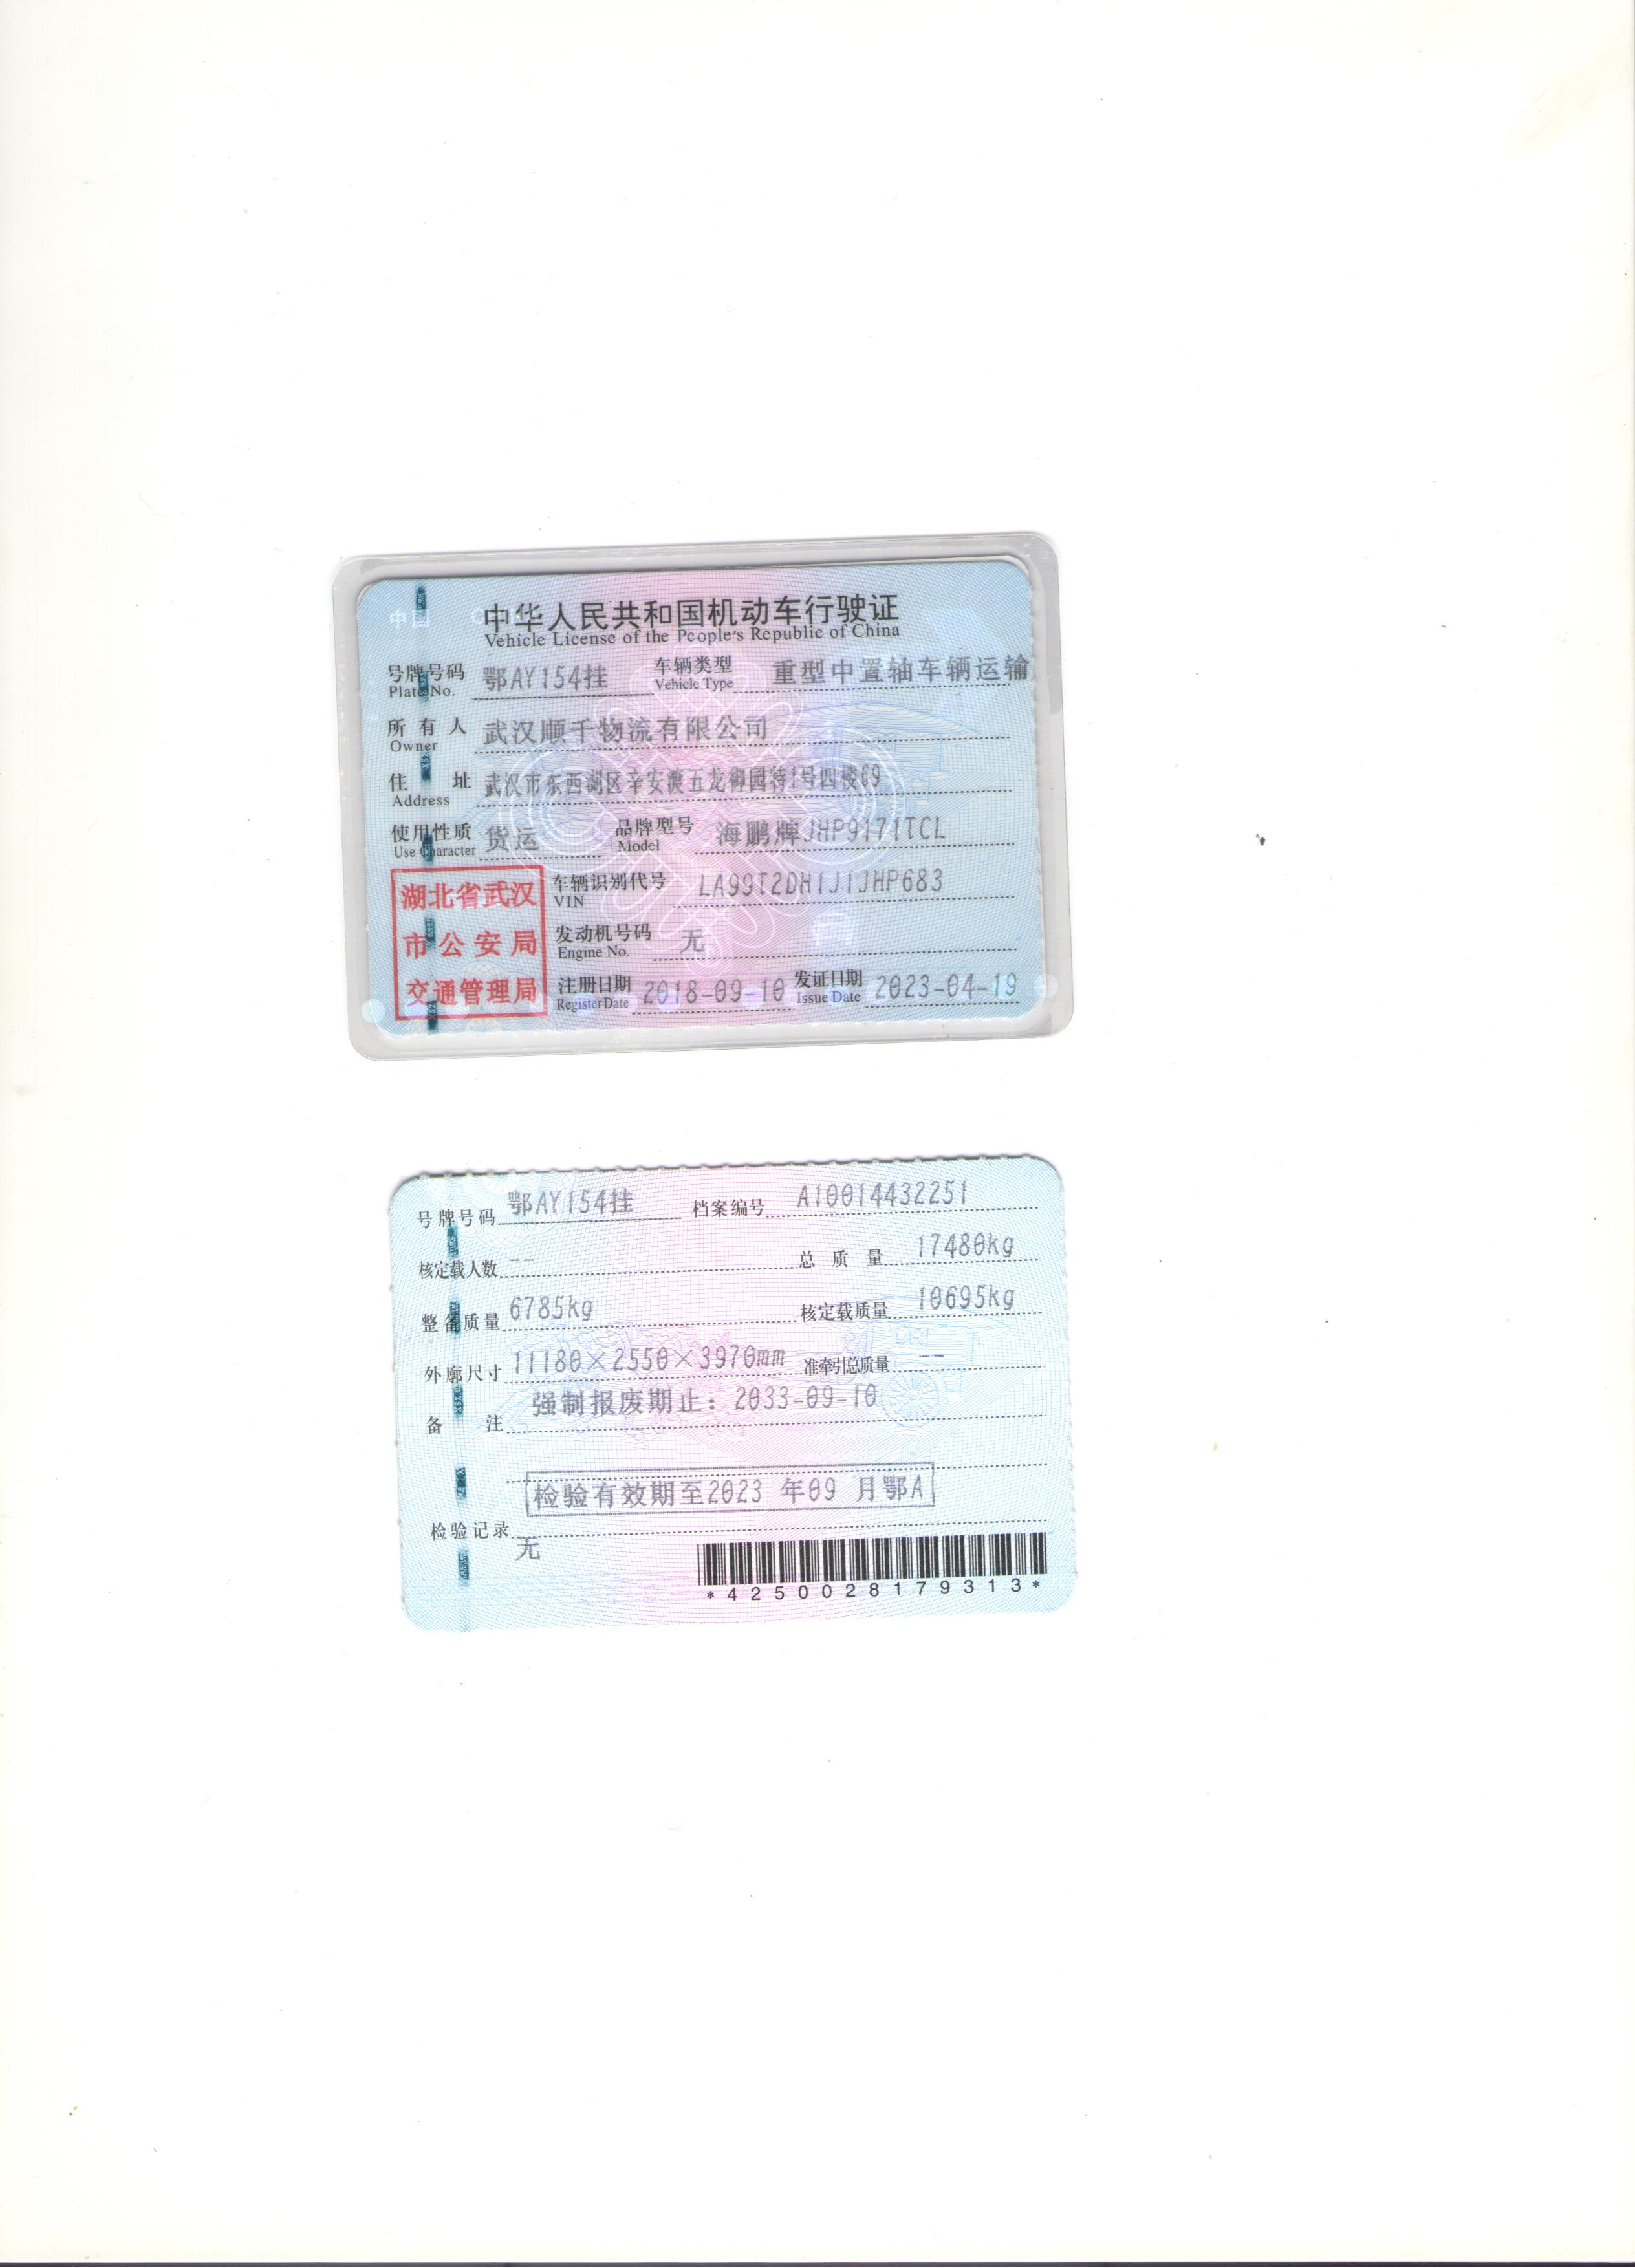 中国 C
中华人民共和国机动车行驶证
Vehicle License of the People's Republic of China
号牌号码 鄂AY154挂 车辆类型 重型中置轴车辆运输
Plate No. Vehicle Type
所有人 武汉顺千物流有限公司
Owner
住址 武汉市东西湖区辛安渡五龙御园特1号四楼69
Address
使用性质 货运 品牌型号 海鹏牌JHP9171TCL
Use Character Model
湖北省武汉 车辆识别代号 LA99T2DH1J1JHP683
VIN
市公安局 发动机号码 无
Engine No.
交通管理局 注册日期 2018-09-10 发证日期 2023-04-19
Register Date Issue Date
号牌号码 鄂AY154挂 档案编号 A10014432251
核定载人数 -- 总质量 17480kg
整备质量 6785kg 核定载质量 10695kg
外廓尺寸 11180×2550×3970mm 准牵引总质量 --
强制报废期止：2033-09-10
备注
检验有效期至2023 年09 月鄂A
检验记录
无
*4250028179313*